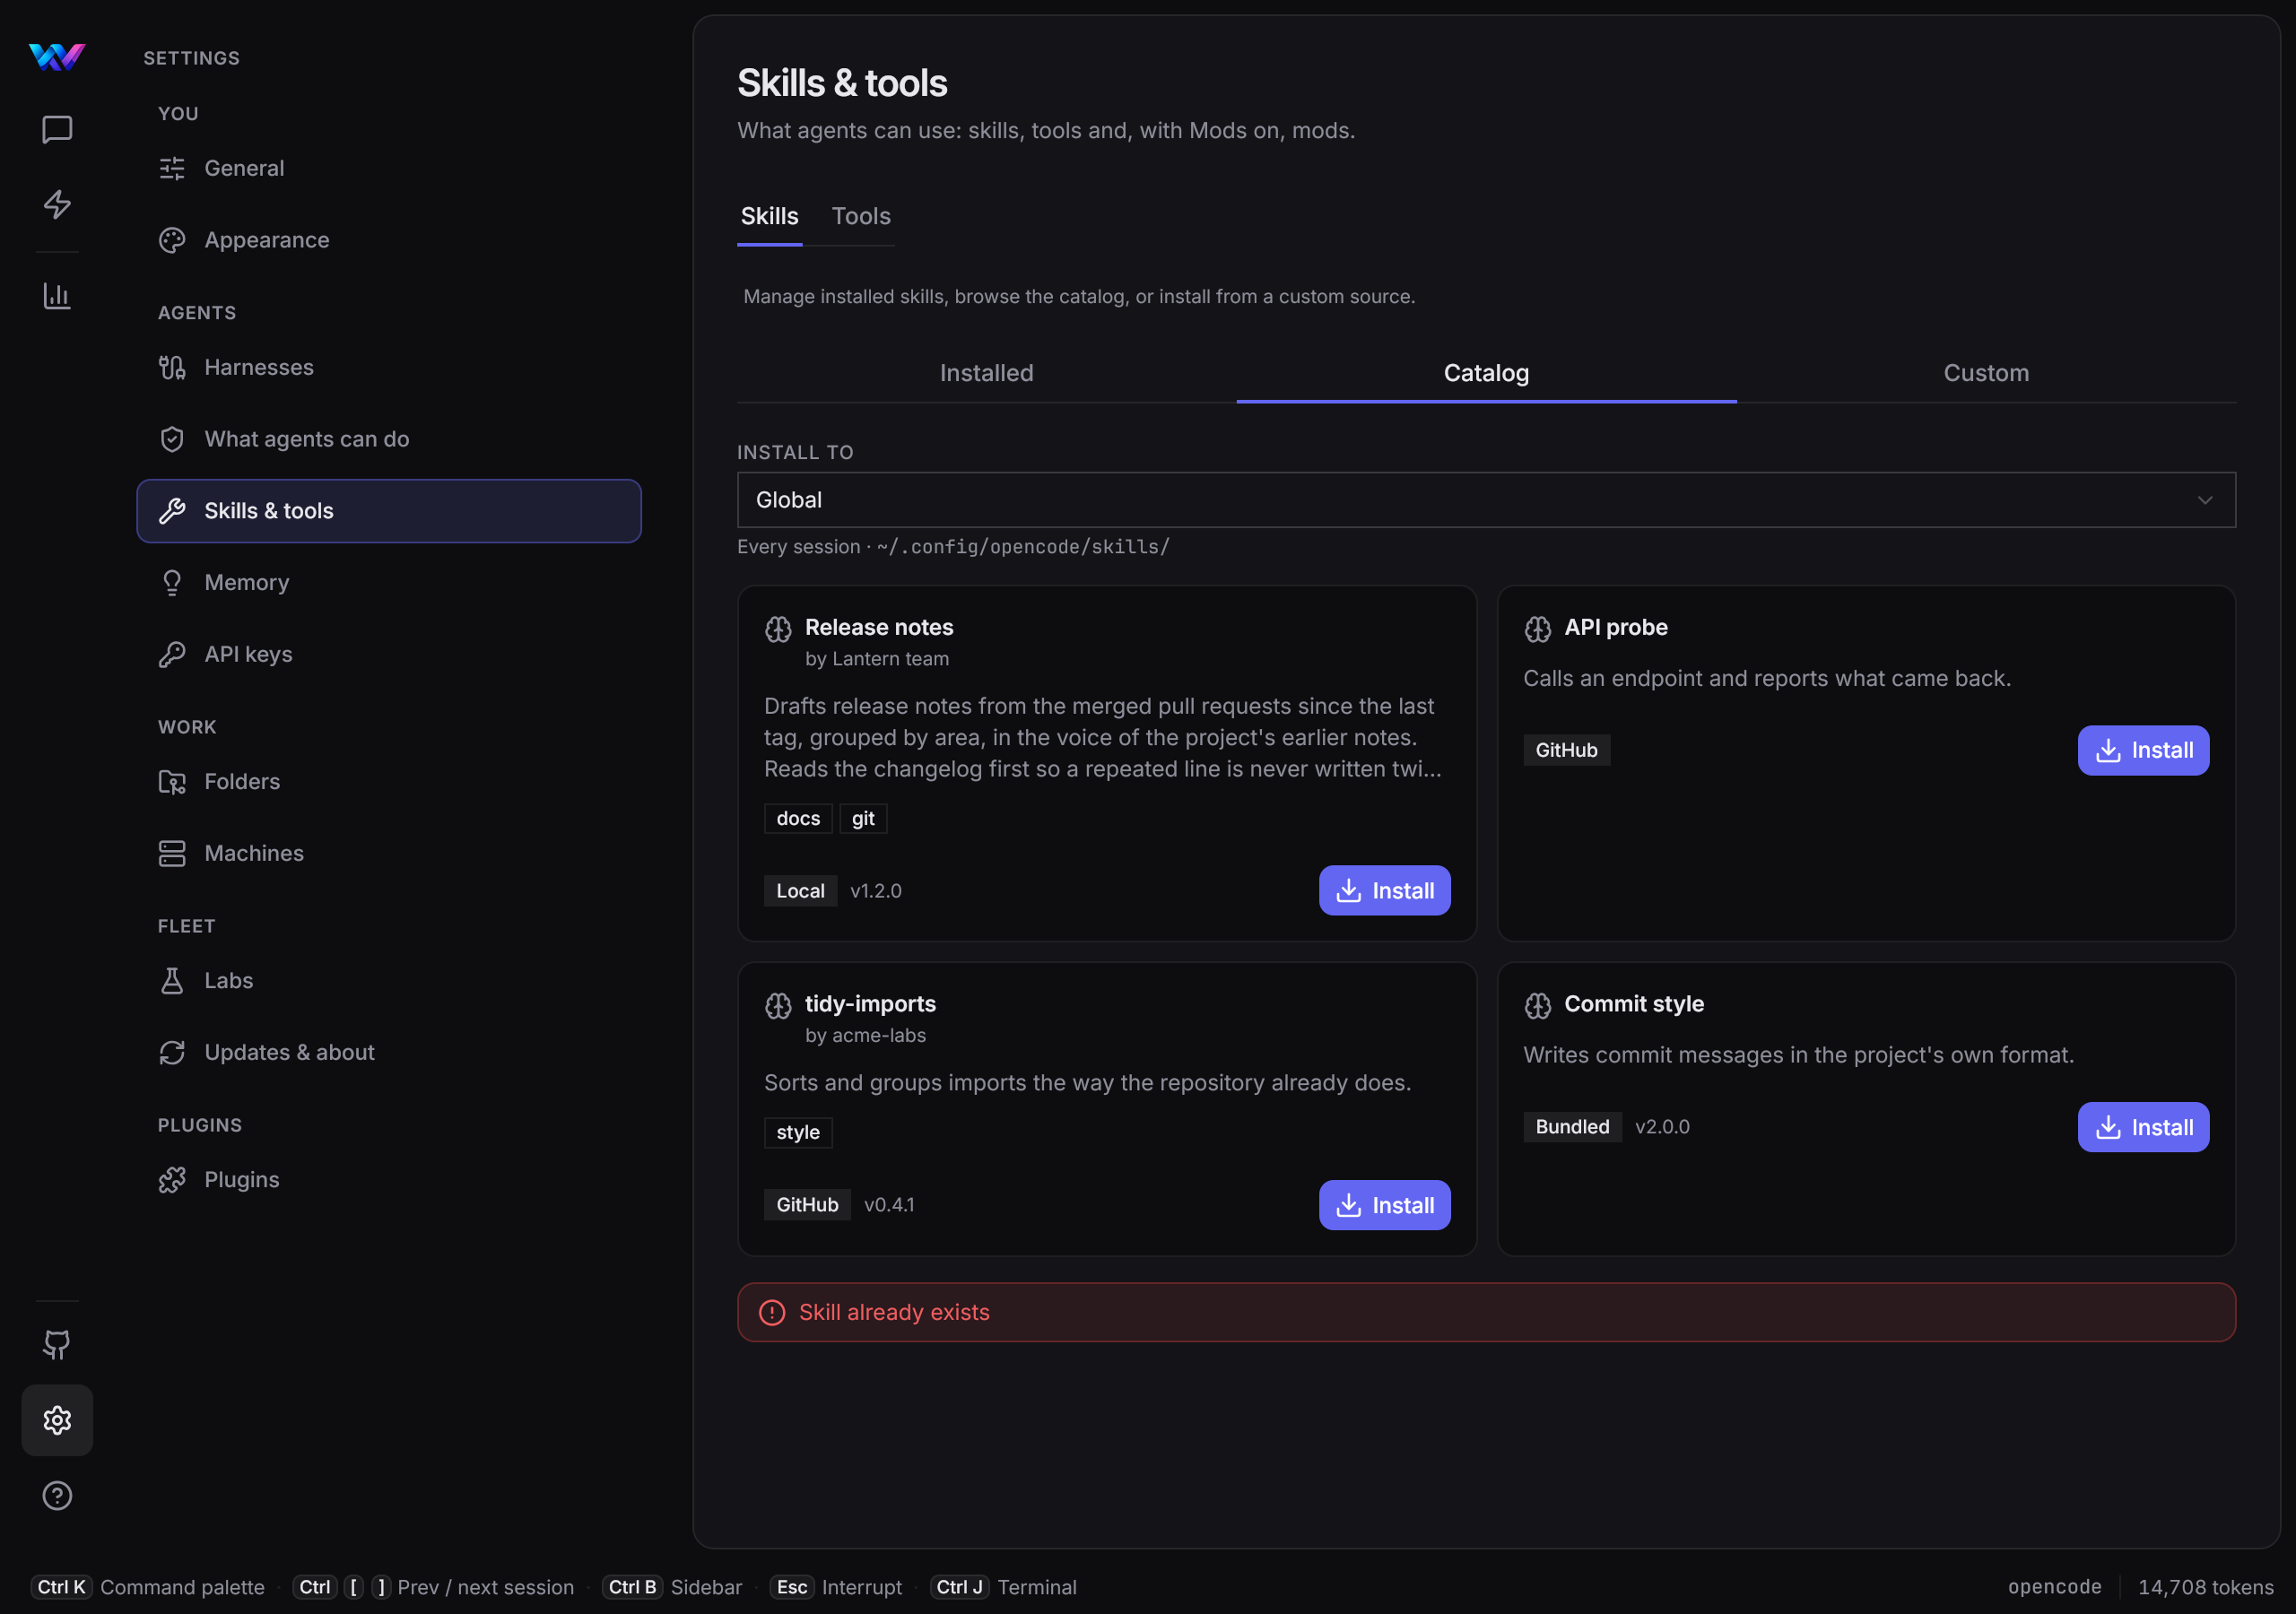 SETTINGS
YOU
General
Appearance
AGENTS
Harnesses
What agents can do
Skills & tools
Memory
API keys
WORK
Folders
Machines
FLEET
Labs
Updates & about
PLUGINS
Plugins
Skills & tools
What agents can use: skills, tools and, with Mods on, mods.
Skills Tools
Manage installed skills, browse the catalog, or install from a custom source.
Installed Catalog Custom
INSTALL TO
Global
Every session · ~/.config/opencode/skills/
Release notes
by Lantern team
Drafts release notes from the merged pull requests since the last
tag, grouped by area, in the voice of the project's earlier notes.
Reads the changelog first so a repeated line is never written twi...
docs git
Local v1.2.0 Install
API probe
Calls an endpoint and reports what came back.
GitHub Install
tidy-imports
by acme-labs
Sorts and groups imports the way the repository already does.
style
GitHub v0.4.1 Install
Commit style
Writes commit messages in the project's own format.
Bundled v2.0.0 Install
Skill already exists
Ctrl K Command palette · Ctrl [ ] Prev / next session · Ctrl B Sidebar · Esc Interrupt · Ctrl J Terminal
opencode 14,708 tokens